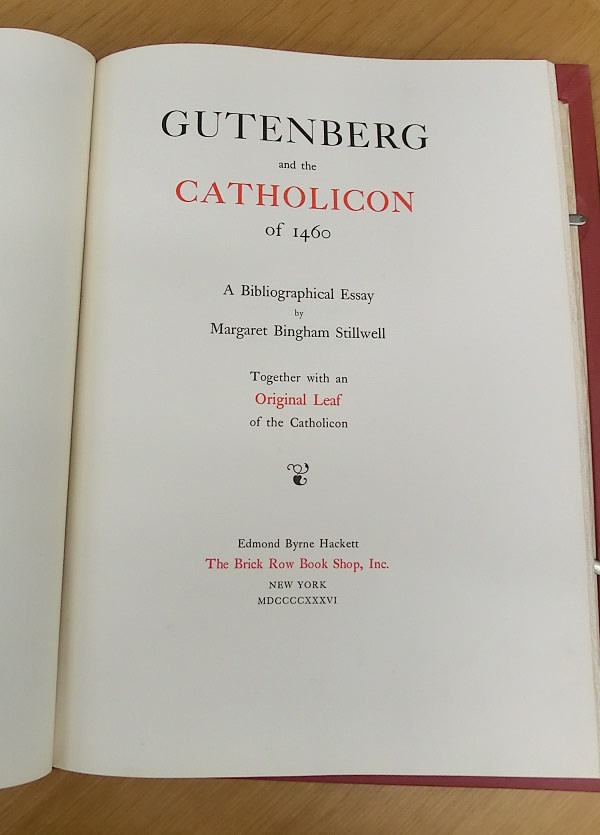 GUTENBERG
and the
CATHOLICON
of 1460
A Bibliographical Essay
by
Margaret Bingham Stillwell
Together with an
Original Leaf
of the Catholicon
Edmond Byrne Hackett
The Brick Row Book Shop, Inc.
NEW YORK
MDCCCCXXXVI